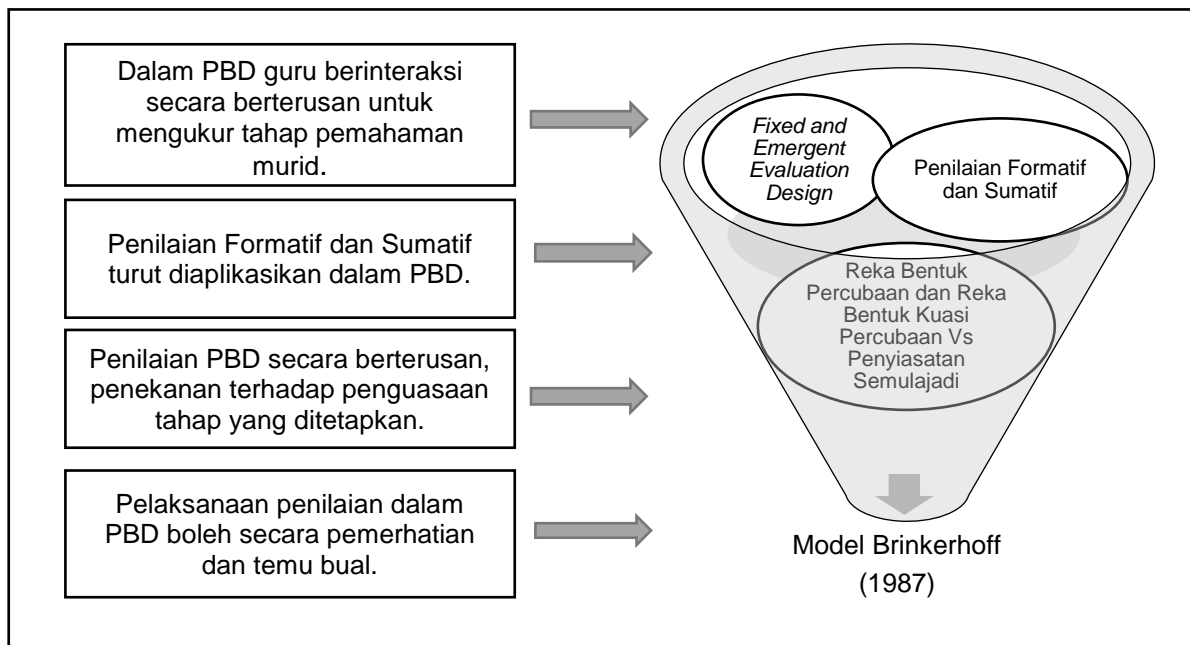 Dalam PBD guru berinteraksi
secara berterusan untuk
mengukur tahap pemahaman
murid.
Penilaian Formatif dan Sumatif
turut diaplikasikan dalam PBD.
Penilaian PBD secara berterusan,
penekanan terhadap penguasaan
tahap yang ditetapkan.
Pelaksanaan penilaian dalam
PBD boleh secara pemerhatian
dan temu bual.
Fixed and
Emergent
Evaluation
Design
Penilaian Formatif
dan Sumatif
Reka Bentuk
Percubaan dan Reka
Bentuk Kuasi
Percubaan Vs
Penyiasatan
Semulajadi
Model Brinkerhoff
(1987)